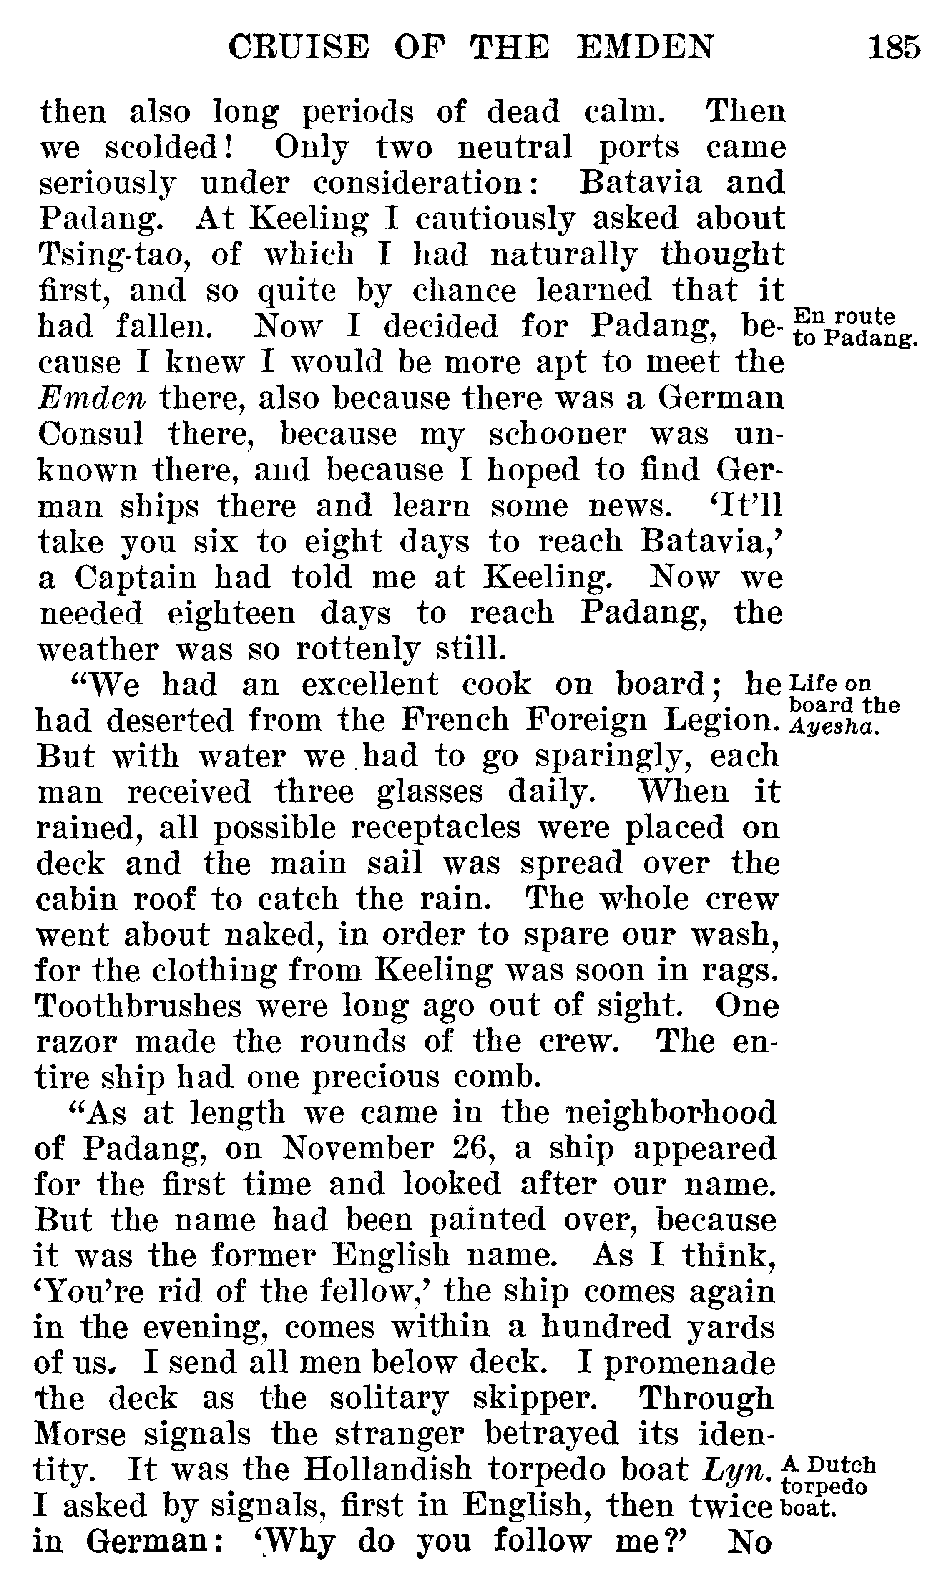 CRUISE OF THE EMDEN 185
then also long periods of dead calm. Then
we scolded! Only two neutral ports came
seriously under consideration: Batavia and
Padang. At Keeling I cautiously asked about
Tsing-tao, of which I had naturally thought
first, and so quite by chance learned that it
had fallen. Now I decided for Padang, be-
En route
to Padang.
cause I knew I would be more apt to meet the
Emden there, also because there was a German
Consul there, because my schooner was un-
known there, and because I hoped to find Ger-
man ships there and learn some news. ‘It’ll
take you six to eight days to reach Batavia,’
a Captain had told me at Keeling. Now we
needed eighteen days to reach Padang, the
weather was so rottenly still.
“We had an excellent cook on board; he
had deserted from the French Foreign Legion.
Life on
board the
Ayesha.
But with water we had to go sparingly, each
man received three glasses daily. When it
rained, all possible receptacles were placed on
deck and the main sail was spread over the
cabin roof to catch the rain. The whole crew
went about naked, in order to spare our wash,
for the clothing from Keeling was soon in rags.
Toothbrushes were long ago out of sight. One
razor made the rounds of the crew. The en-
tire ship had one precious comb.
“As at length we came in the neighborhood
of Padang, on November 26, a ship appeared
for the first time and looked after our name.
But the name had been painted over, because
it was the former English name. As I think,
‘You’re rid of the fellow,’ the ship comes again
in the evening, comes within a hundred yards
of us. I send all men below deck. I promenade
the deck as the solitary skipper. Through
Morse signals the stranger betrayed its iden-
tity. It was the Hollandish torpedo boat Lyn.
I asked by signals, first in English, then twice
A Dutch
torpedo
boat.
in German: ‘Why do you follow me?’ No